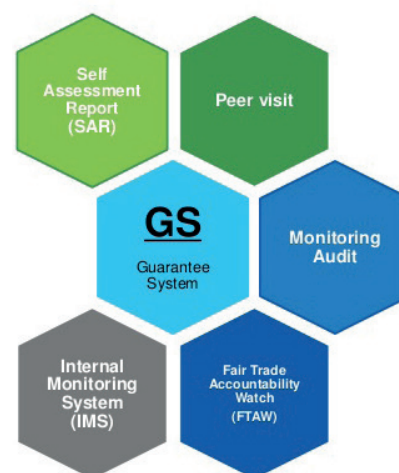 Self
Assessment
Report
(SAR)
Peer visit
GS
Guarantee
System
Monitoring
Audit
Internal
Monitoring
System
(IMS)
Fair Trade
Accountability
Watch
(FTAW)